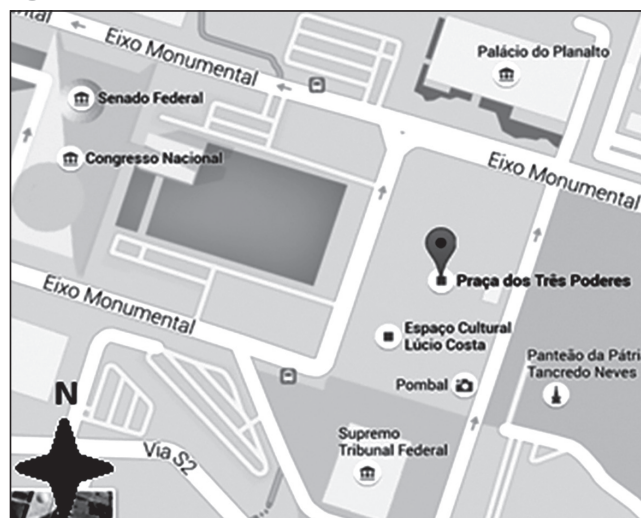 Eixo Monumental
Palácio do Planalto
Senado Federal
Congresso Nacional
Eixo Monumental
Praça dos Três Poderes
Eixo Monumental
Espaço Cultural
Lúcio Costa
Panteão da Pátri
Tancredo Neves
Pombal
N
Supremo
Tribunal Federal
Via S2